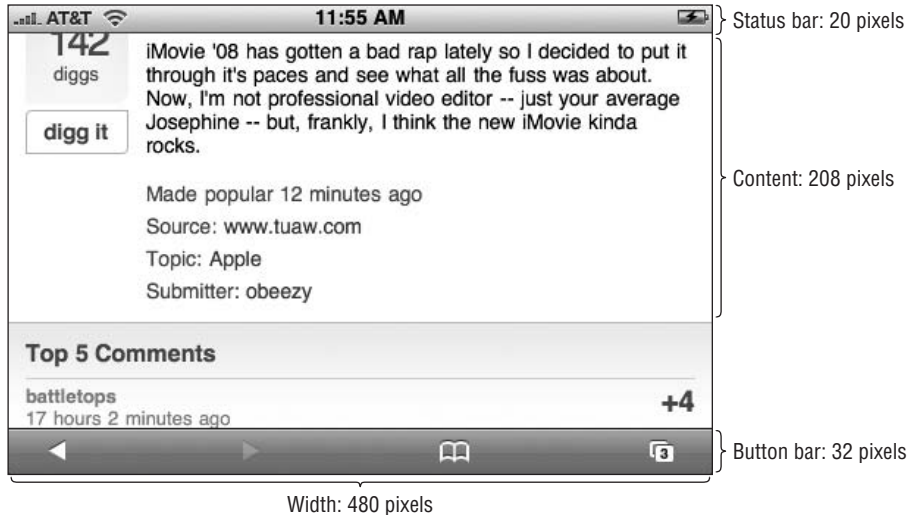 AT&T 11:55 AM
Status bar: 20 pixels
142
diggs
digg it
iMovie '08 has gotten a bad rap lately so I decided to put it
through it's paces and see what all the fuss was about.
Now, I'm not professional video editor -- just your average
Josephine -- but, frankly, I think the new iMovie kinda
rocks.
Made popular 12 minutes ago
Source: www.tuaw.com
Topic: Apple
Submitter: obeezy
Content: 208 pixels
Top 5 Comments
battletops
17 hours 2 minutes ago
+4
3
Button bar: 32 pixels
Width: 480 pixels